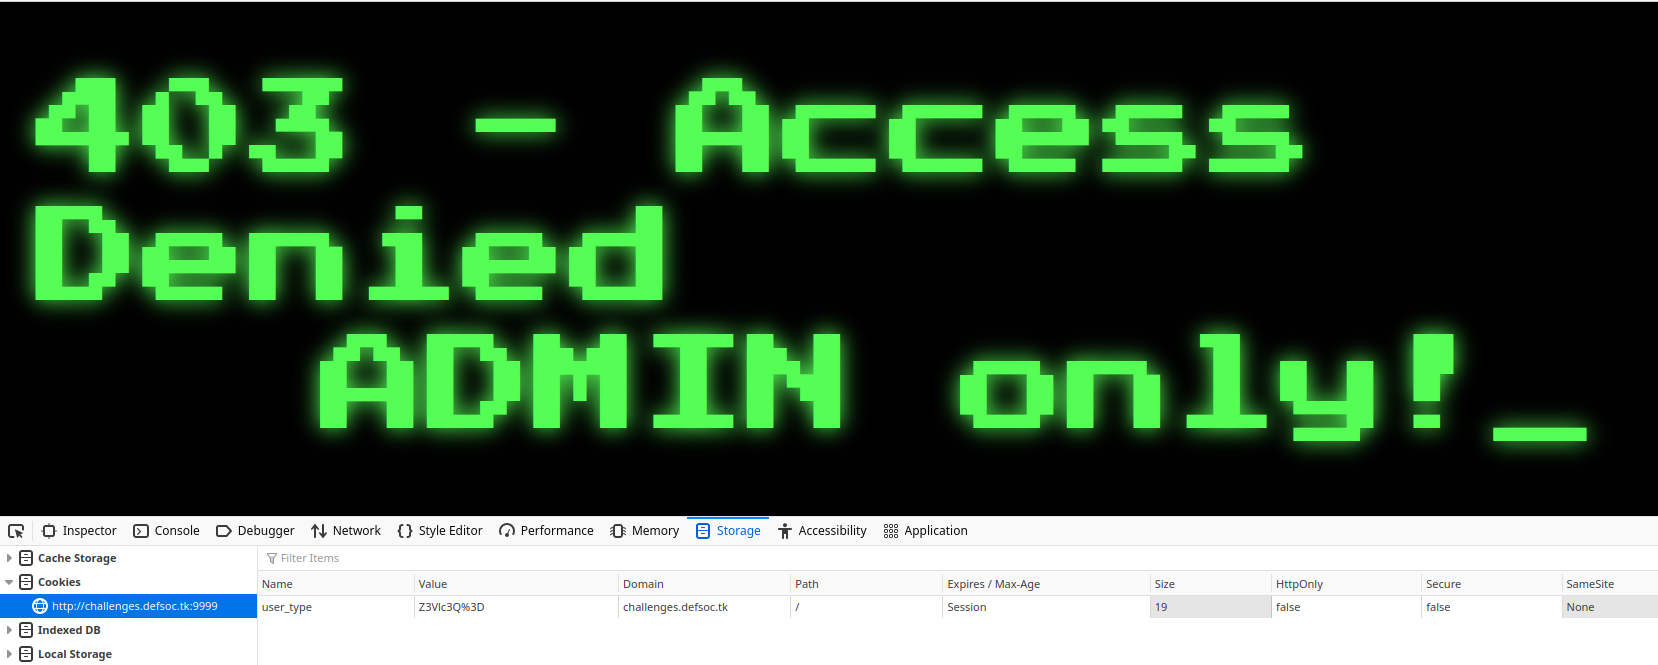 403 - Access
Denied
ADMIN only!_
Inspector Console Debugger Network Style Editor Performance Memory Storage Accessibility Application
Cache Storage
Filter Items
Cookies
Name Value Domain Path Expires / Max-Age Size HttpOnly Secure SameSite
http://challenges.defsoc.tk:9999
user_type Z3Vlc3Q%3D challenges.defsoc.tk / Session 19 false false None
Indexed DB
Local Storage